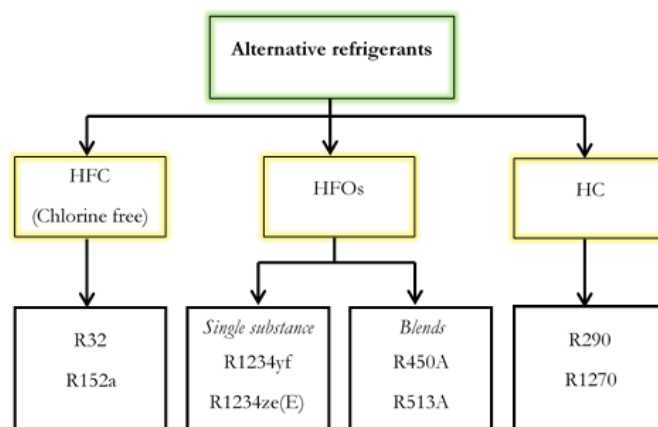 Alternative refrigerants
HFC
(Chlorine free)
HFOs
HC
R32
R152a
Single substance
R1234yf
R1234ze(E)
Blends
R450A
R513A
R290
R1270